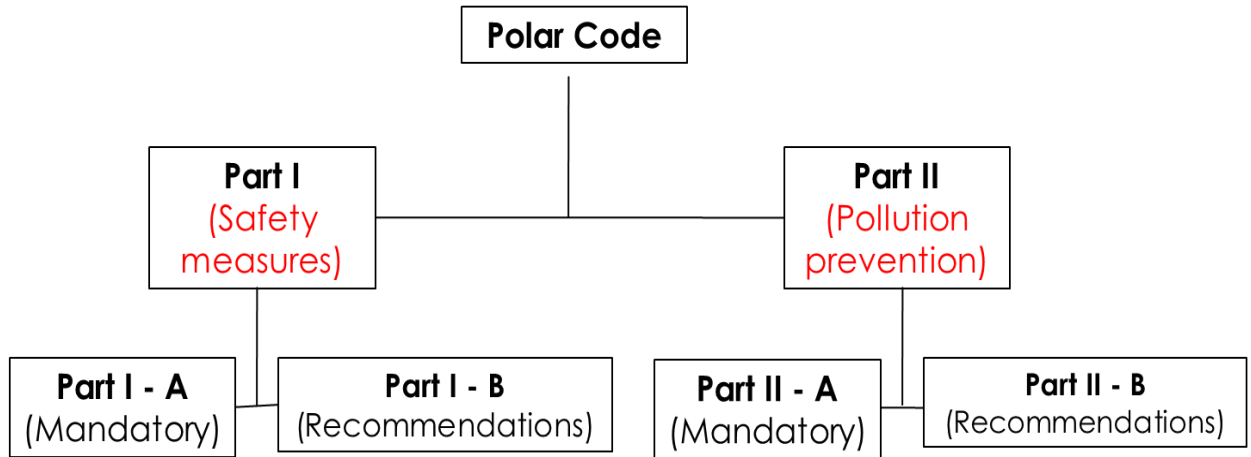 Polar Code
Part I
(Safety
measures)
Part II
(Pollution
prevention)
Part I - A
(Mandatory)
Part I - B
(Recommendations)
Part II - A
(Mandatory)
Part II - B
(Recommendations)